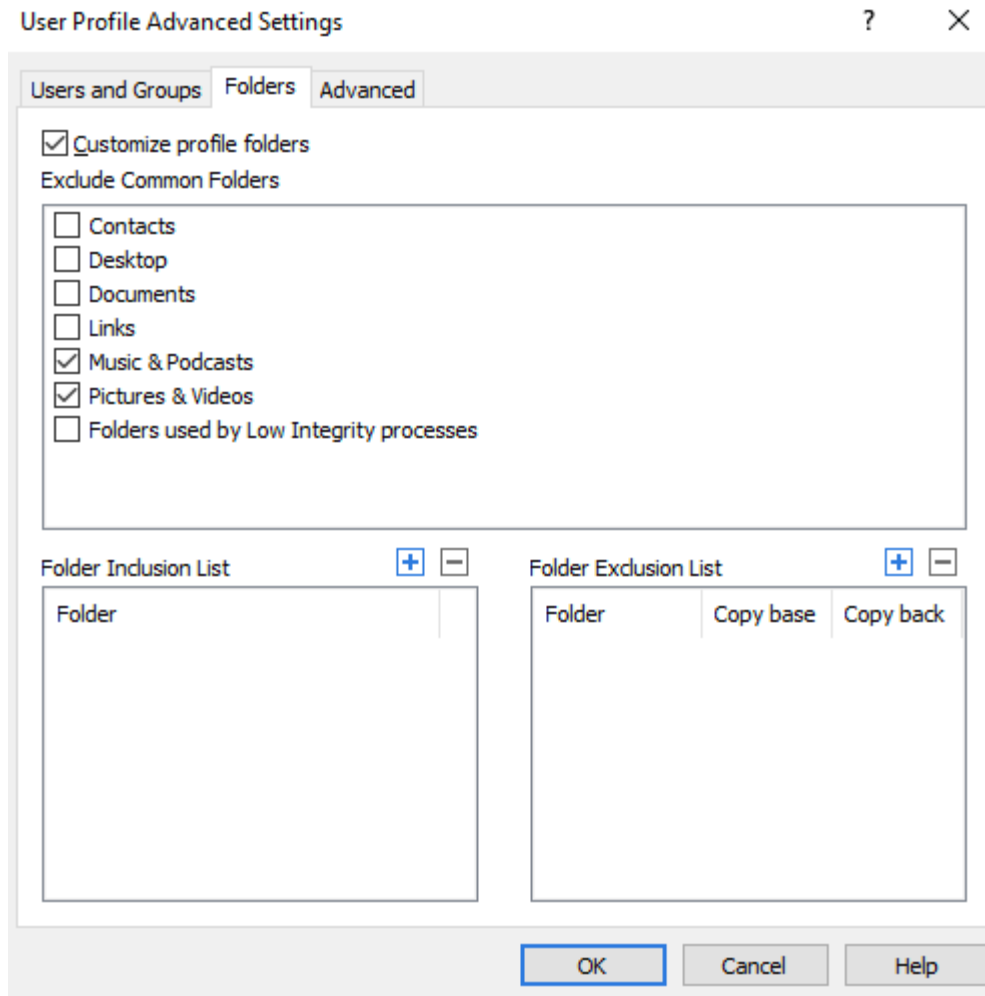 User Profile Advanced Settings ? ×
Users and Groups Folders Advanced
Customize profile folders
Exclude Common Folders
Contacts
Desktop
Documents
Links
Music & Podcasts
Pictures & Videos
Folders used by Low Integrity processes
Folder Inclusion List
Folder Exclusion List
Folder
Folder Copy base Copy back
OK Cancel Help